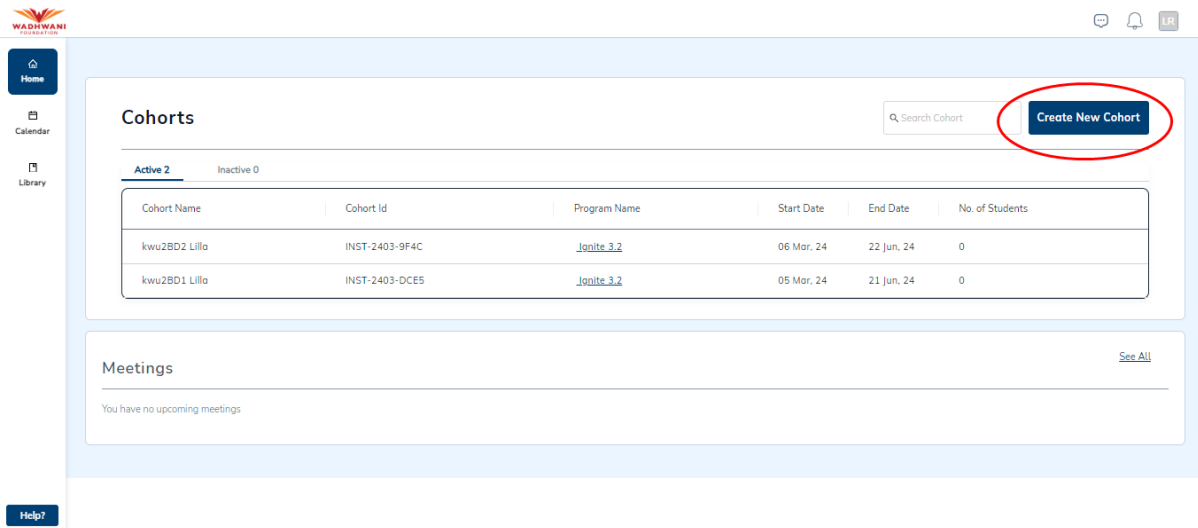 WADHWANI
FOUNDATION
LR
Home
Calendar
Library
Cohorts
Search Cohort
Create New Cohort
Active 2 Inactive 0
Cohort Name Cohort Id Program Name Start Date End Date No. of Students
kwu2BD2 Lilla INST-2403-9F4C Ignite 3.2 06 Mar, 24 22 Jun, 24 0
kwu2BD1 Lilla INST-2403-DCE5 Ignite 3.2 05 Mar, 24 21 Jun, 24 0
Meetings
See All
You have no upcoming meetings
Help?